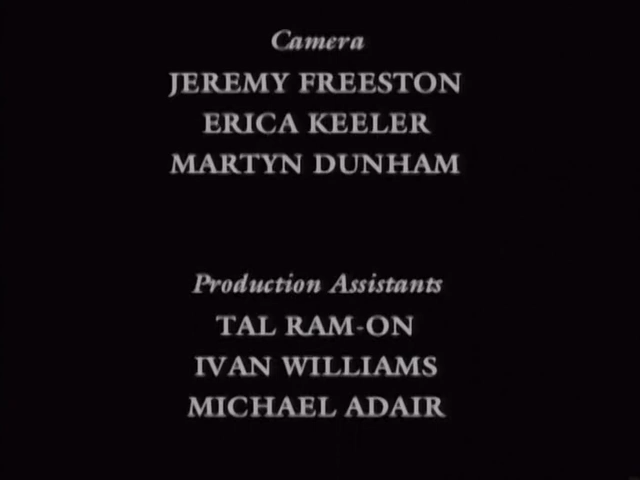 Camera
JEREMY FREESTON
ERICA KEELER
MARTYN DUNHAM
Production Assistants
TAL RAM-ON
IVAN WILLIAMS
MICHAEL ADAIR